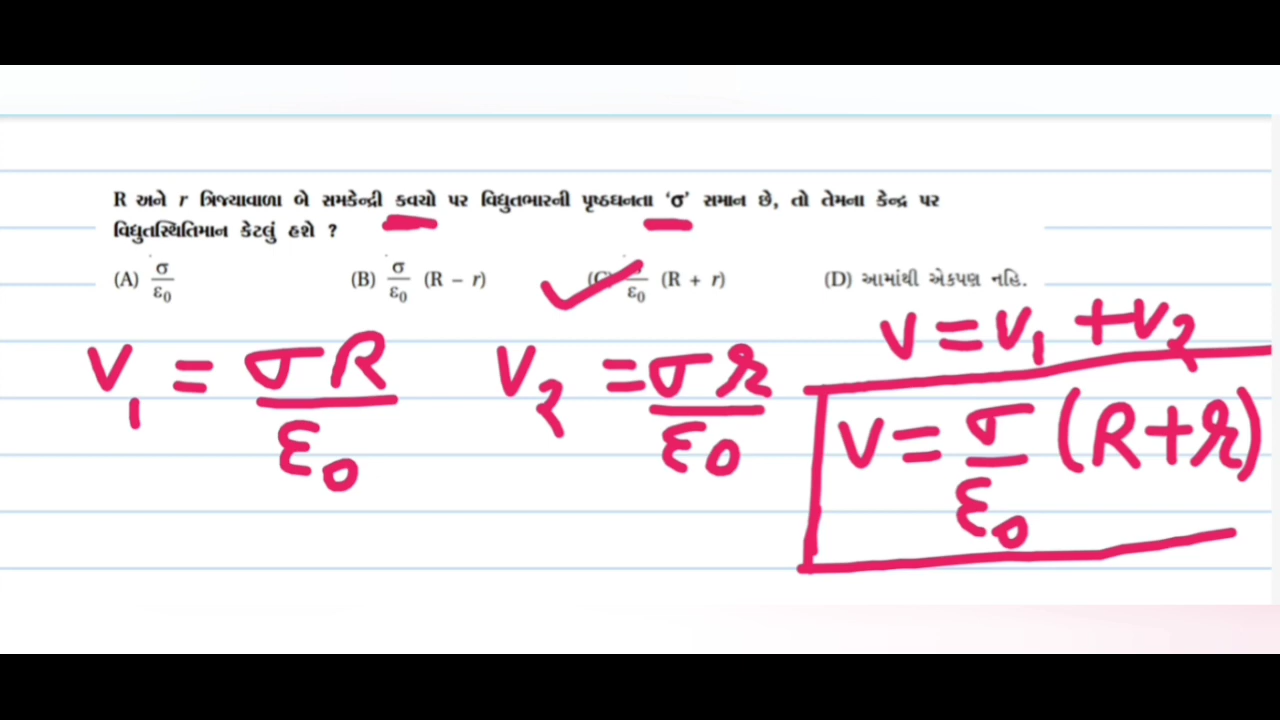 R અને r ત્રિજ્યાવાળા બે સમકેન્દ્રી કવચો પર વિદ્યુતભારની પૃષ્ઠઘનતા ‘σ’ સમાન છે, તો તેમના કેન્દ્ર પર
વિદ્યુતસ્થિતિમાન કેટલું હશે ?
(A) σ/ε₀ (B) σ/ε₀ (R − r) (C) σ/ε₀ (R + r) (D) આમાંથી એકપણ નહિ.
V = V₁ + V₂
V₁ = σR/ε₀ V₂ = σr/ε₀
V = σ/ε₀ (R+r)